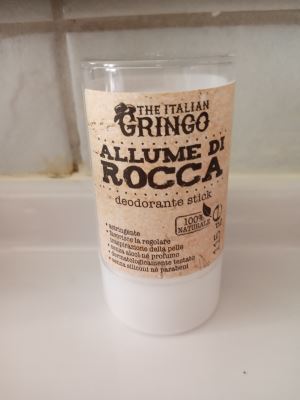 THE ITALIAN
GRINGO
ALLUME DI
ROCCA
deodorante stick
100%
NATURALE
• astringente
• favorisce la regolare
traspirazione della pelle
• senza alcol né profumo
• dermatologicamente testato
• senza siliconi né parabeni